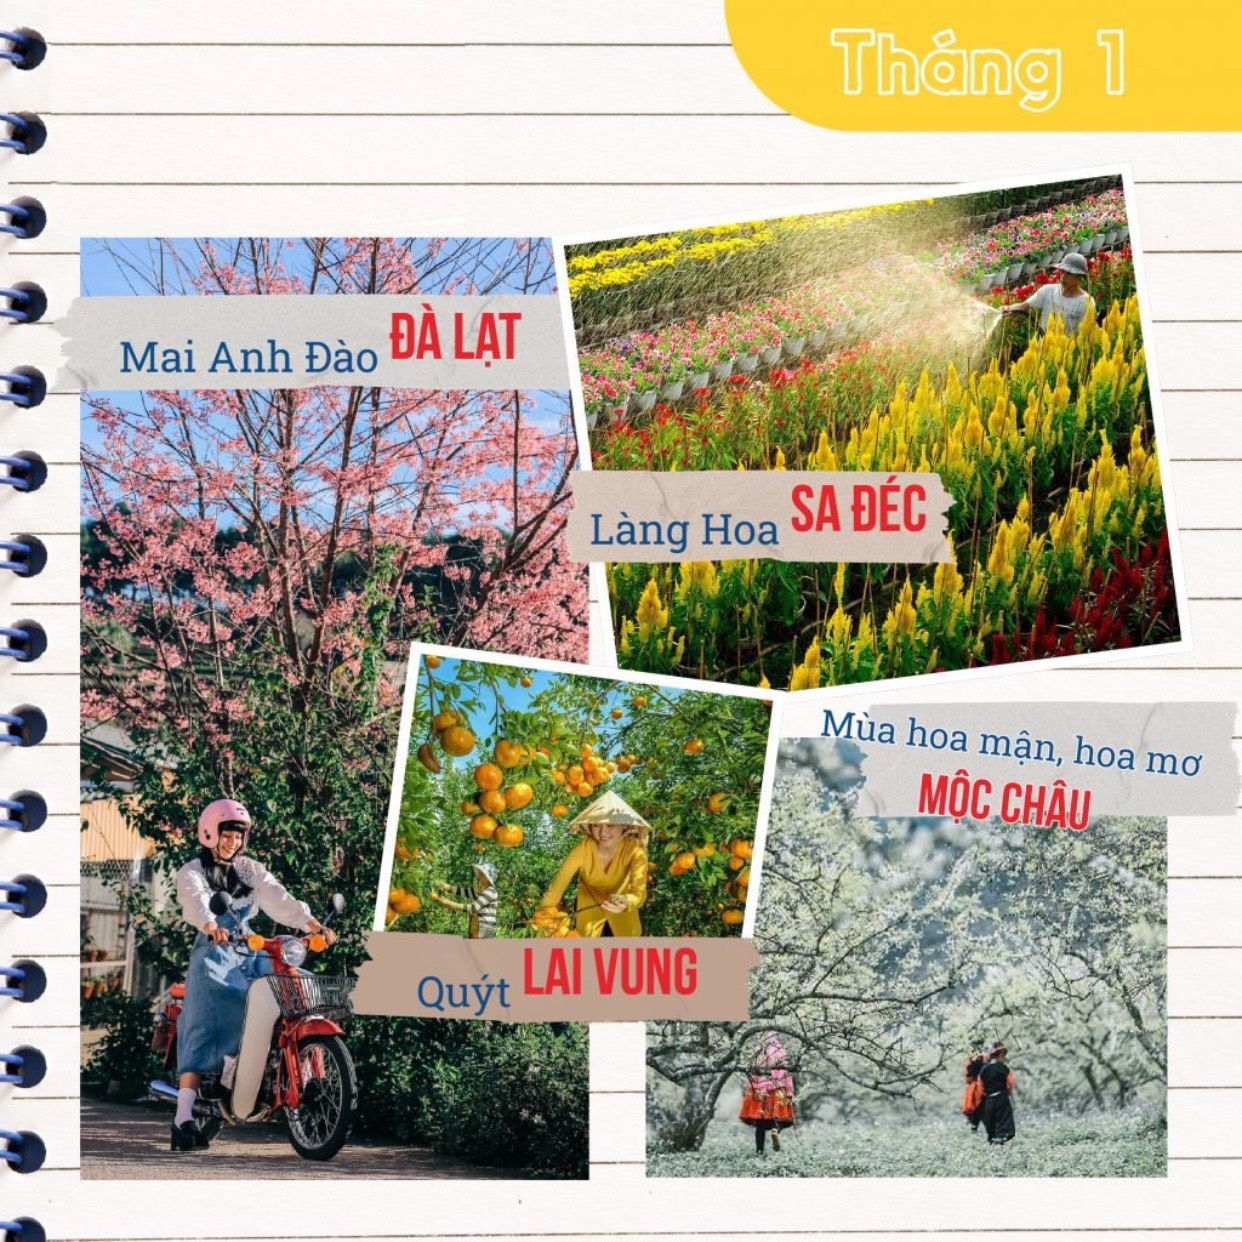 Tháng 1
Mai Anh Đào ĐÀ LẠT
Làng Hoa SA ĐÉC
Mùa hoa mận, hoa mơ
MỘC CHÂU
Quýt LAI VUNG